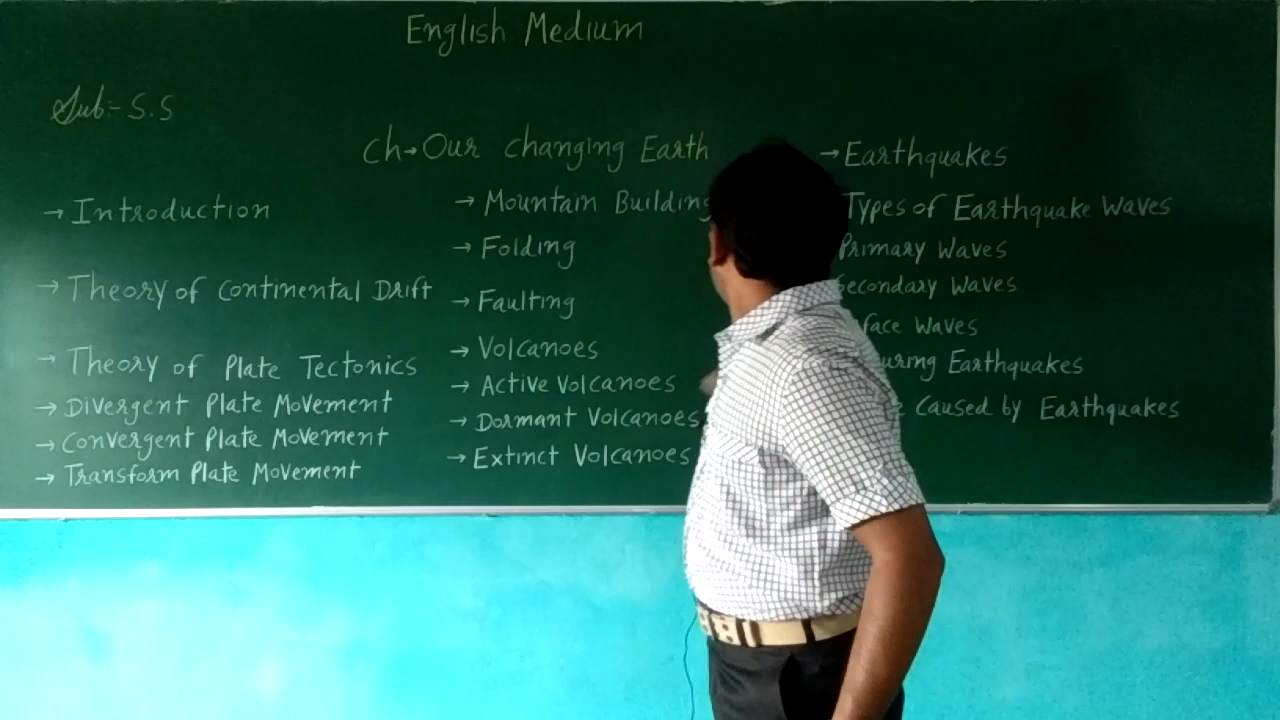 English Medium
Sub:- S.S
Ch→Our changing Earth
→ Introduction
→ Theory of Continental Drift
→ Theory of Plate Tectonics
→ Divergent Plate Movement
→ Convergent Plate Movement
→ Transform Plate Movement
→ Mountain Building
→ Folding
→ Faulting
→ Volcanoes
→ Active Volcanoes
→ Dormant Volcanoes
→ Extinct Volcanoes
→ Earthquakes
Types of Earthquake Waves
Primary Waves
Secondary Waves
Waves
Earthquakes
Caused by Earthquakes